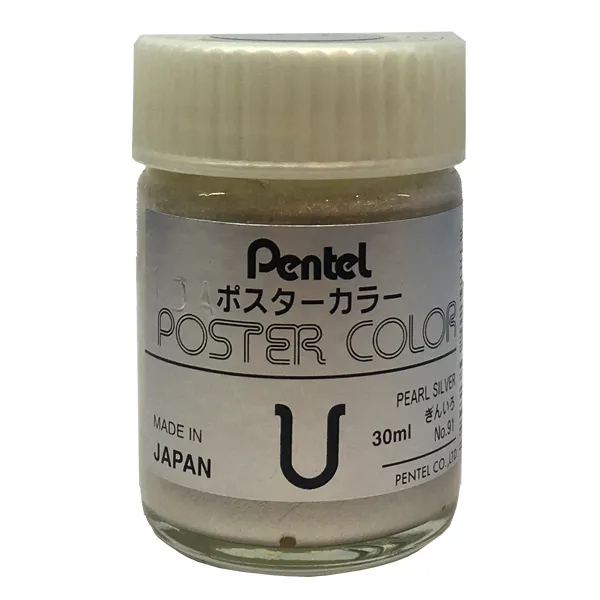 Pentel
ポスターカラー
POSTER COLOR
PEARL SILVER
ぎんいろ
30ml No.91
MADE IN
JAPAN
U
PENTEL CO.,LTD.